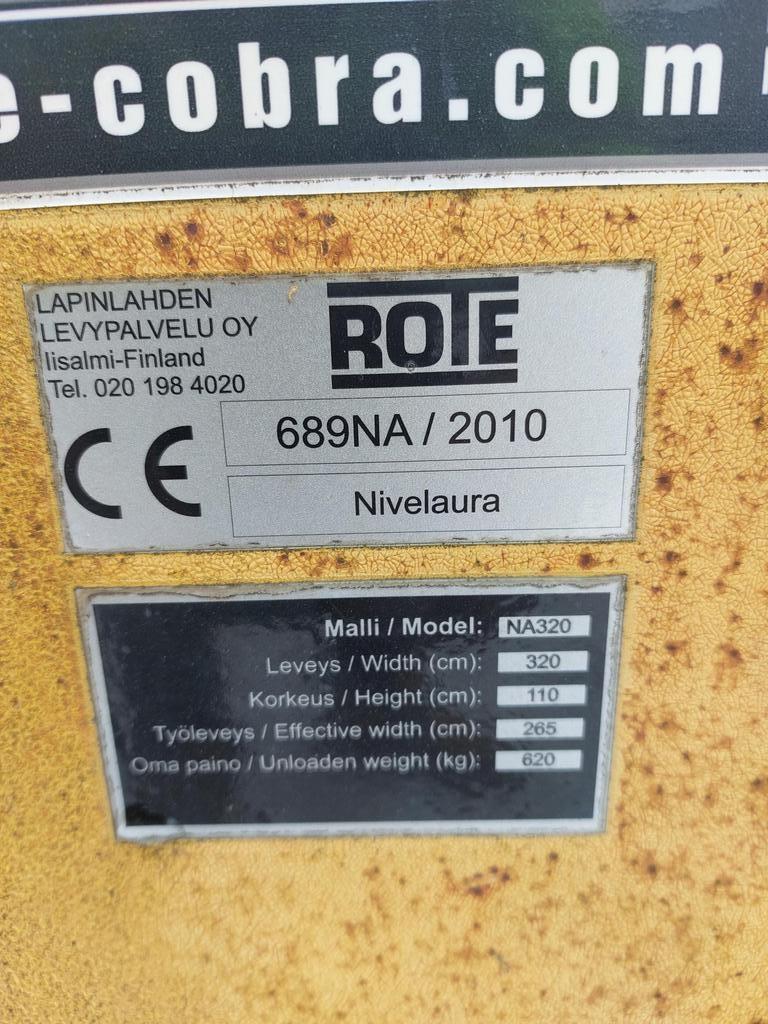 e-cobra.com
LAPINLAHDEN
LEVYPALVELU OY
Iisalmi-Finland
Tel. 020 198 4020
ROTE
CE
689NA / 2010
Nivelaura
Malli / Model: NA320
Leveys / Width (cm): 320
Korkeus / Height (cm): 110
Työleveys / Effective width (cm): 265
Oma paino / Unloaden weight (kg): 620